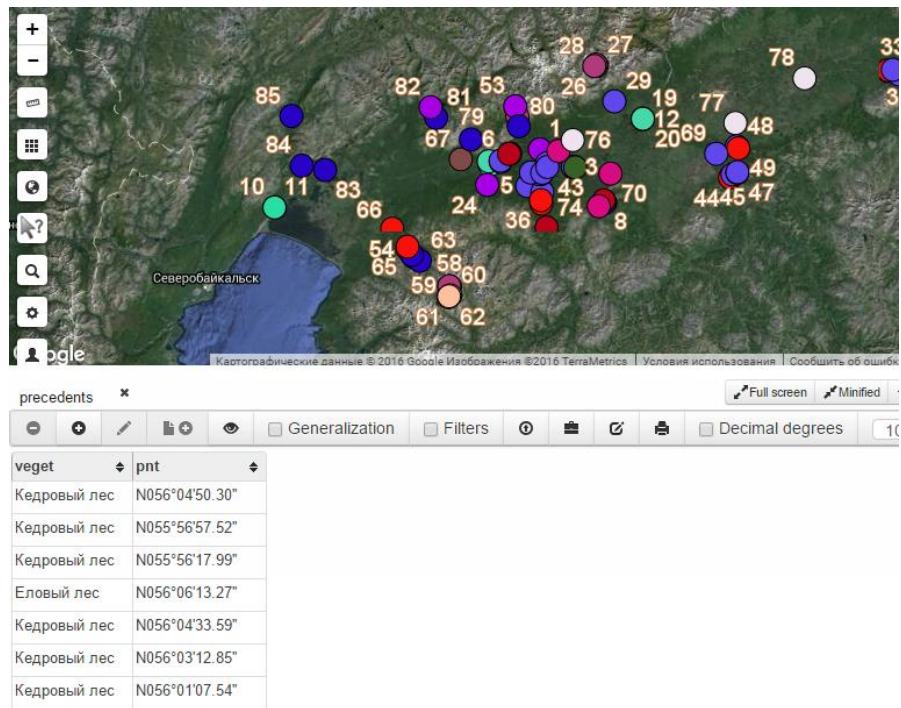 +
28 27
33
−
78
85 82 81 53 29
80 19 77
79 12
67 6 1 76 20 69 48
84
3 49
10 11 83 24 5 43 70 44 45 47
66 36 74 8
54 63
65 58
Северобайкальск 59 60
61 62
Картографические данные © 2016 Google Изображения ©2016 TerraMetrics Условия использования Сообщить об ошибк
precedents ✖ Full screen Minified
Generalization Filters Decimal degrees 10
veget pnt
Кедровый лес N056°04'50.30"
Кедровый лес N055°56'57.52"
Кедровый лес N055°56'17.99"
Еловый лес N056°06'13.27"
Кедровый лес N056°04'33.59"
Кедровый лес N056°03'12.85"
Кедровый лес N056°01'07.54"